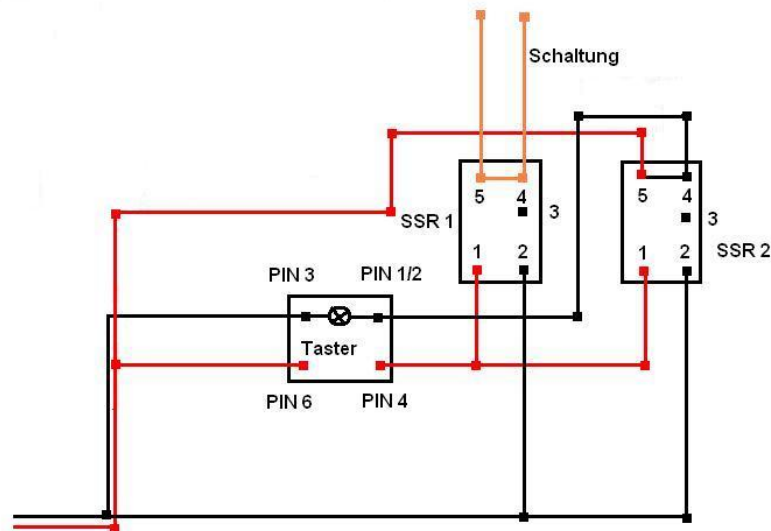 Schaltung
5 4
3
SSR 1
1 2
5 4
3
SSR 2
1 2
PIN 3 PIN 1/2
Taster
PIN 6 PIN 4